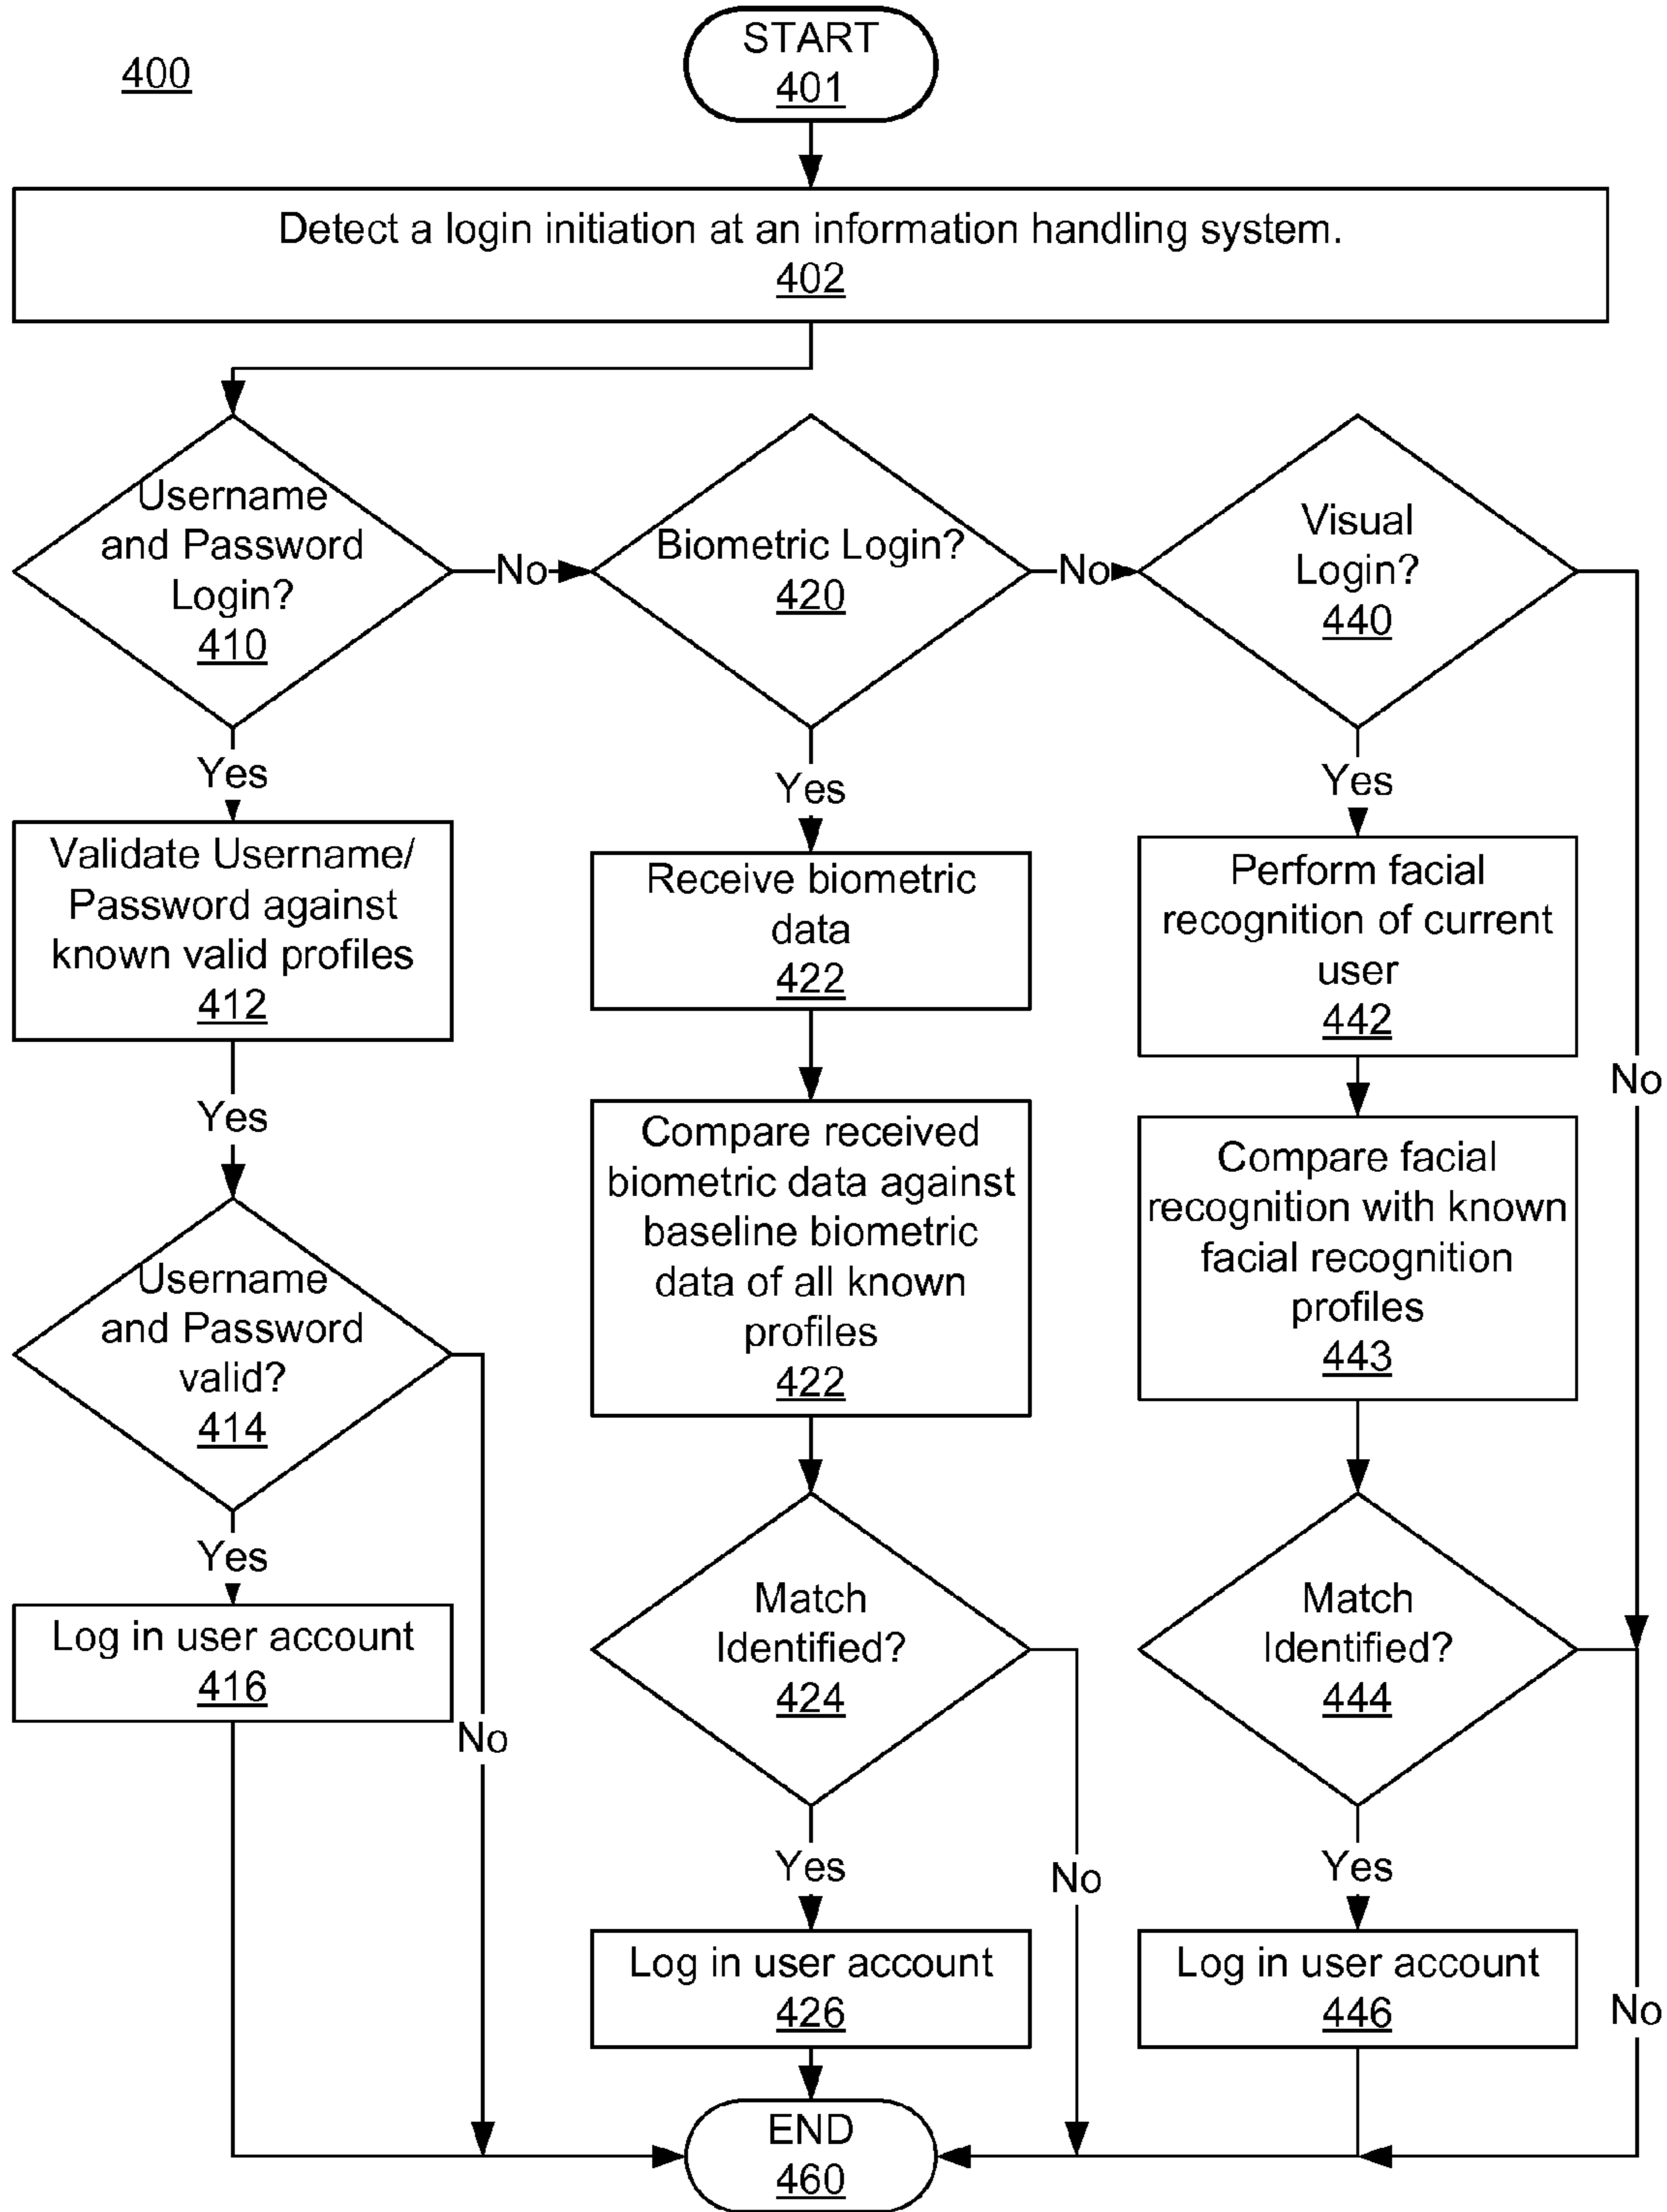 400
START
401
Detect a login initiation at an information handling system.
402
Username
and Password
Login?
410
No
Biometric Login?
420
No
Visual
Login?
440
No
Yes
Validate Username/
Password against
known valid profiles
412
Yes
Username
and Password
valid?
414
No
Yes
Log in user account
416
Yes
Receive biometric
data
422
Compare received
biometric data against
baseline biometric
data of all known
profiles
422
Match
Identified?
424
No
Yes
Log in user account
426
Yes
Perform facial
recognition of current
user
442
Compare facial
recognition with known
facial recognition
profiles
443
Match
Identified?
444
No
Yes
Log in user account
446
END
460